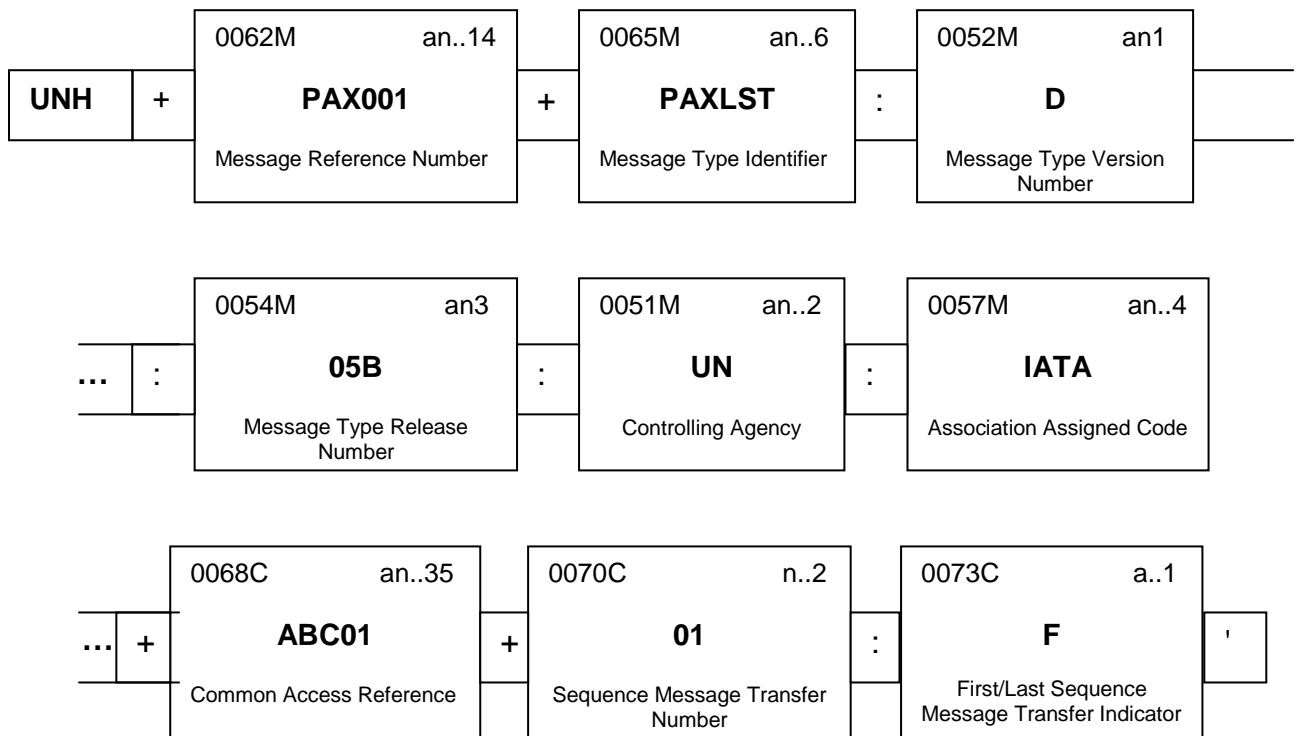 0062M an..14 0065M an..6 0052M an1
UNH + PAX001 + PAXLST : D
Message Reference Number Message Type Identifier Message Type Version
Number
0054M an3 0051M an..2 0057M an..4
... : 05B : UN : IATA
Message Type Release Controlling Agency Association Assigned Code
Number
0068C an..35 0070C n..2 0073C a..1
... + ABC01 + 01 : F '
Common Access Reference Sequence Message Transfer First/Last Sequence
Number Message Transfer Indicator